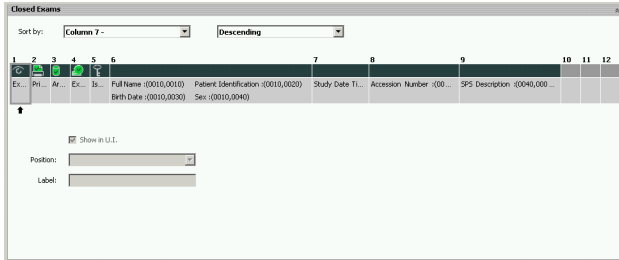 Closed Exams
Sort by: Column 7 - Descending
1 2 3 4 5 6 7 8 9 10 11 12
Ex... Pri... Ar... Ex... Is... Full Name :(0010,0010) Patient Identification :(0010,0020) Study Date Ti... Accession Number :(00... SPS Description :(0040,000 ...
Birth Date :(0010,0030) Sex :(0010,0040)
Show in U.I.
Position:
Label: